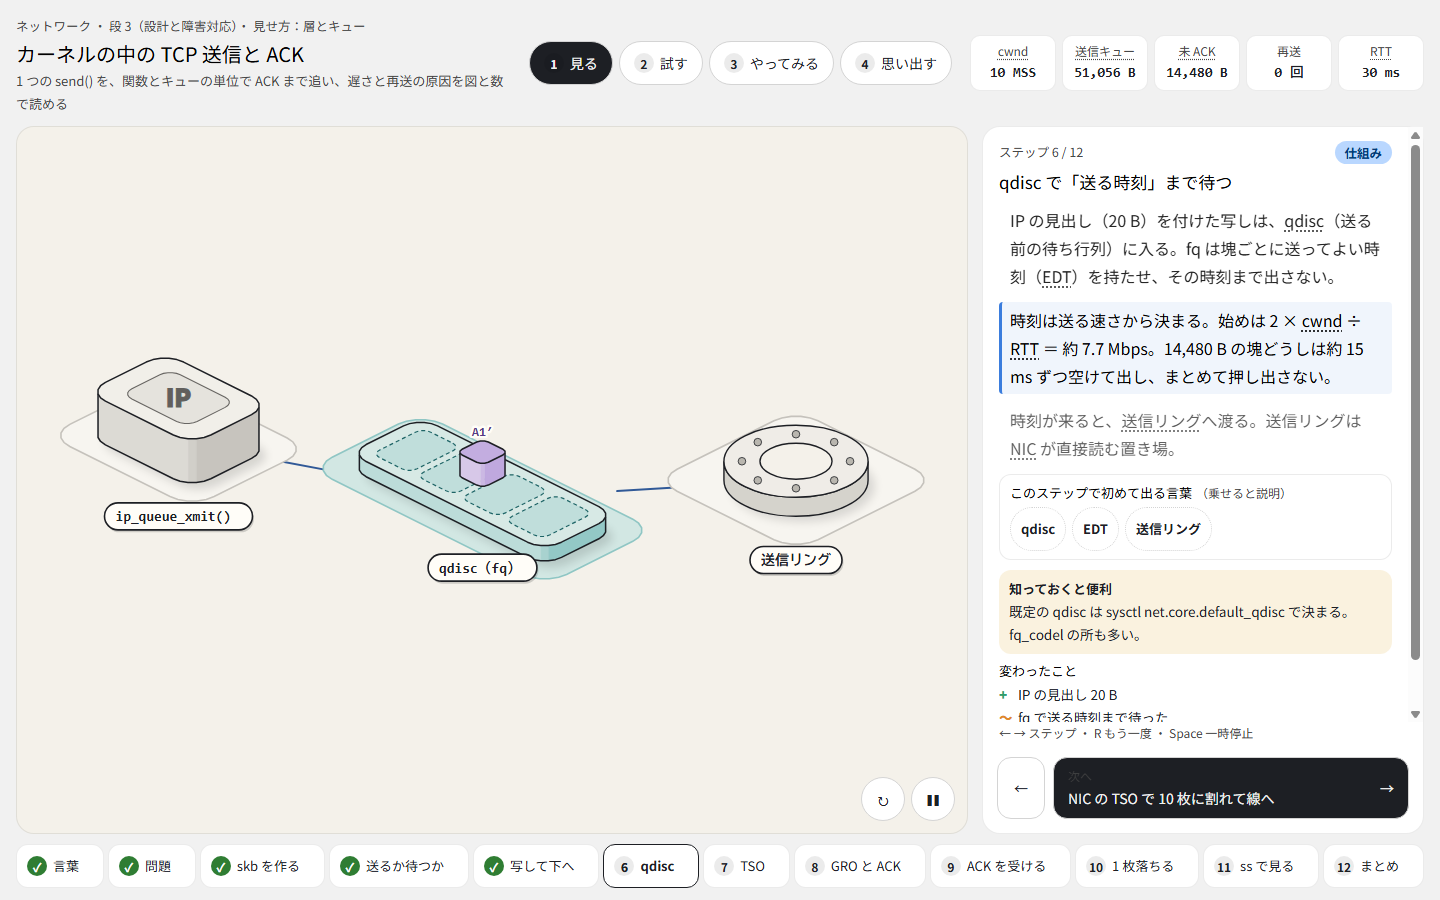 ネットワーク ・ 段 3（設計と障害対応）・ 見せ方：層とキュー
カーネルの中の TCP 送信と ACK
1 つの send() を、関数とキューの単位で ACK まで追い、遅さと再送の原因を図と数
で読める
1 見る
2 試す
3 やってみる
4 思い出す
cwnd
10 MSS
送信キュー
51,056 B
未 ACK
14,480 B
再送
0 回
RTT
30 ms
IP
ip_queue_xmit()
A1′
qdisc（fq）
送信リング
↻
ステップ 6 / 12
仕組み
qdisc で「送る時刻」まで待つ
IP の見出し（20 B）を付けた写しは、qdisc（送る
前の待ち行列）に入る。fq は塊ごとに送ってよい時
刻（EDT）を持たせ、その時刻まで出さない。
時刻は送る速さから決まる。始めは 2 × cwnd ÷
RTT ＝ 約 7.7 Mbps。14,480 B の塊どうしは約 15
ms ずつ空けて出し、まとめて押し出さない。
時刻が来ると、送信リングへ渡る。送信リングは
NIC が直接読む置き場。
このステップで初めて出る言葉 （乗せると説明）
qdisc
EDT
送信リング
知っておくと便利
既定の qdisc は sysctl net.core.default_qdisc で決まる。
fq_codel の所も多い。
変わったこと
+ IP の見出し 20 B
〜 fq で送る時刻まで待った
← → ステップ ・ R もう一度 ・ Space 一時停止
←
次へ
NIC の TSO で 10 枚に割れて線へ →
✓ 言葉
✓ 問題
✓ skb を作る
✓ 送るか待つか
✓ 写して下へ
6 qdisc
7 TSO
8 GRO と ACK
9 ACK を受ける
10 1 枚落ちる
11 ss で見る
12 まとめ